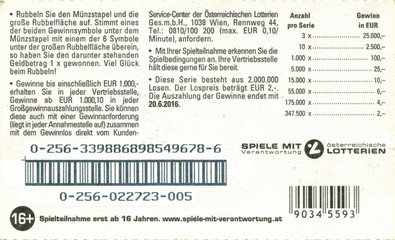 • Rubbeln Sie den Münzstapel und die
große Rubbelfläche auf. Stimmt eines
der beiden Gewinnsymbole unter dem
Münzstapel mit einem der 6 Symbole
unter der großen Rubbelfläche überein,
so haben Sie den darunter stehenden
Geldbetrag 1 x gewonnen. Viel Glück
beim Rubbeln!
• Gewinne bis einschließlich EUR 1.000,-
erhalten Sie in jeder Vertriebsstelle,
Gewinne ab EUR 1.000,10 in jeder
Großgewinnauszahlungsstelle. Sie können
diese auch mit einer Gewinnanforderung
(liegt in jeder Annahmestelle auf) zusammen
mit dem Gewinnlos direkt vom Kunden-
Service-Center der Österreichischen Lotterien
Ges.m.b.H., 1038 Wien, Rennweg 44,
Tel.: 0810/100 200 (max. EUR 0,10/
Minute), anfordern.
• Mit Ihrer Spielteilnahme erkennen Sie die
Spielbedingungen an. Ihre Vertriebsstelle
hält diese gerne für Sie bereit.
• Diese Serie besteht aus 2.000.000
Losen. Der Lospreis beträgt EUR 2,-.
Die Auszahlung der Gewinne endet mit
20.6.2016.
Anzahl Gewinn
pro Serie in EUR
3 x 25.000,-
10 x 2.500,-
1.000 x 100,-
5.000 x 25,-
15.000 x 10,-
55.000 x 6,-
175.000 x 4,-
347.500 x 2,-
0-256-339886898549678-6
0-256-022723-005
SPIELE MIT
Verantwortung
österreichische
LOTTERIEN
9034 5593
16+ Spielteilnahme erst ab 16 Jahren. www.spiele-mit-verantwortung.at